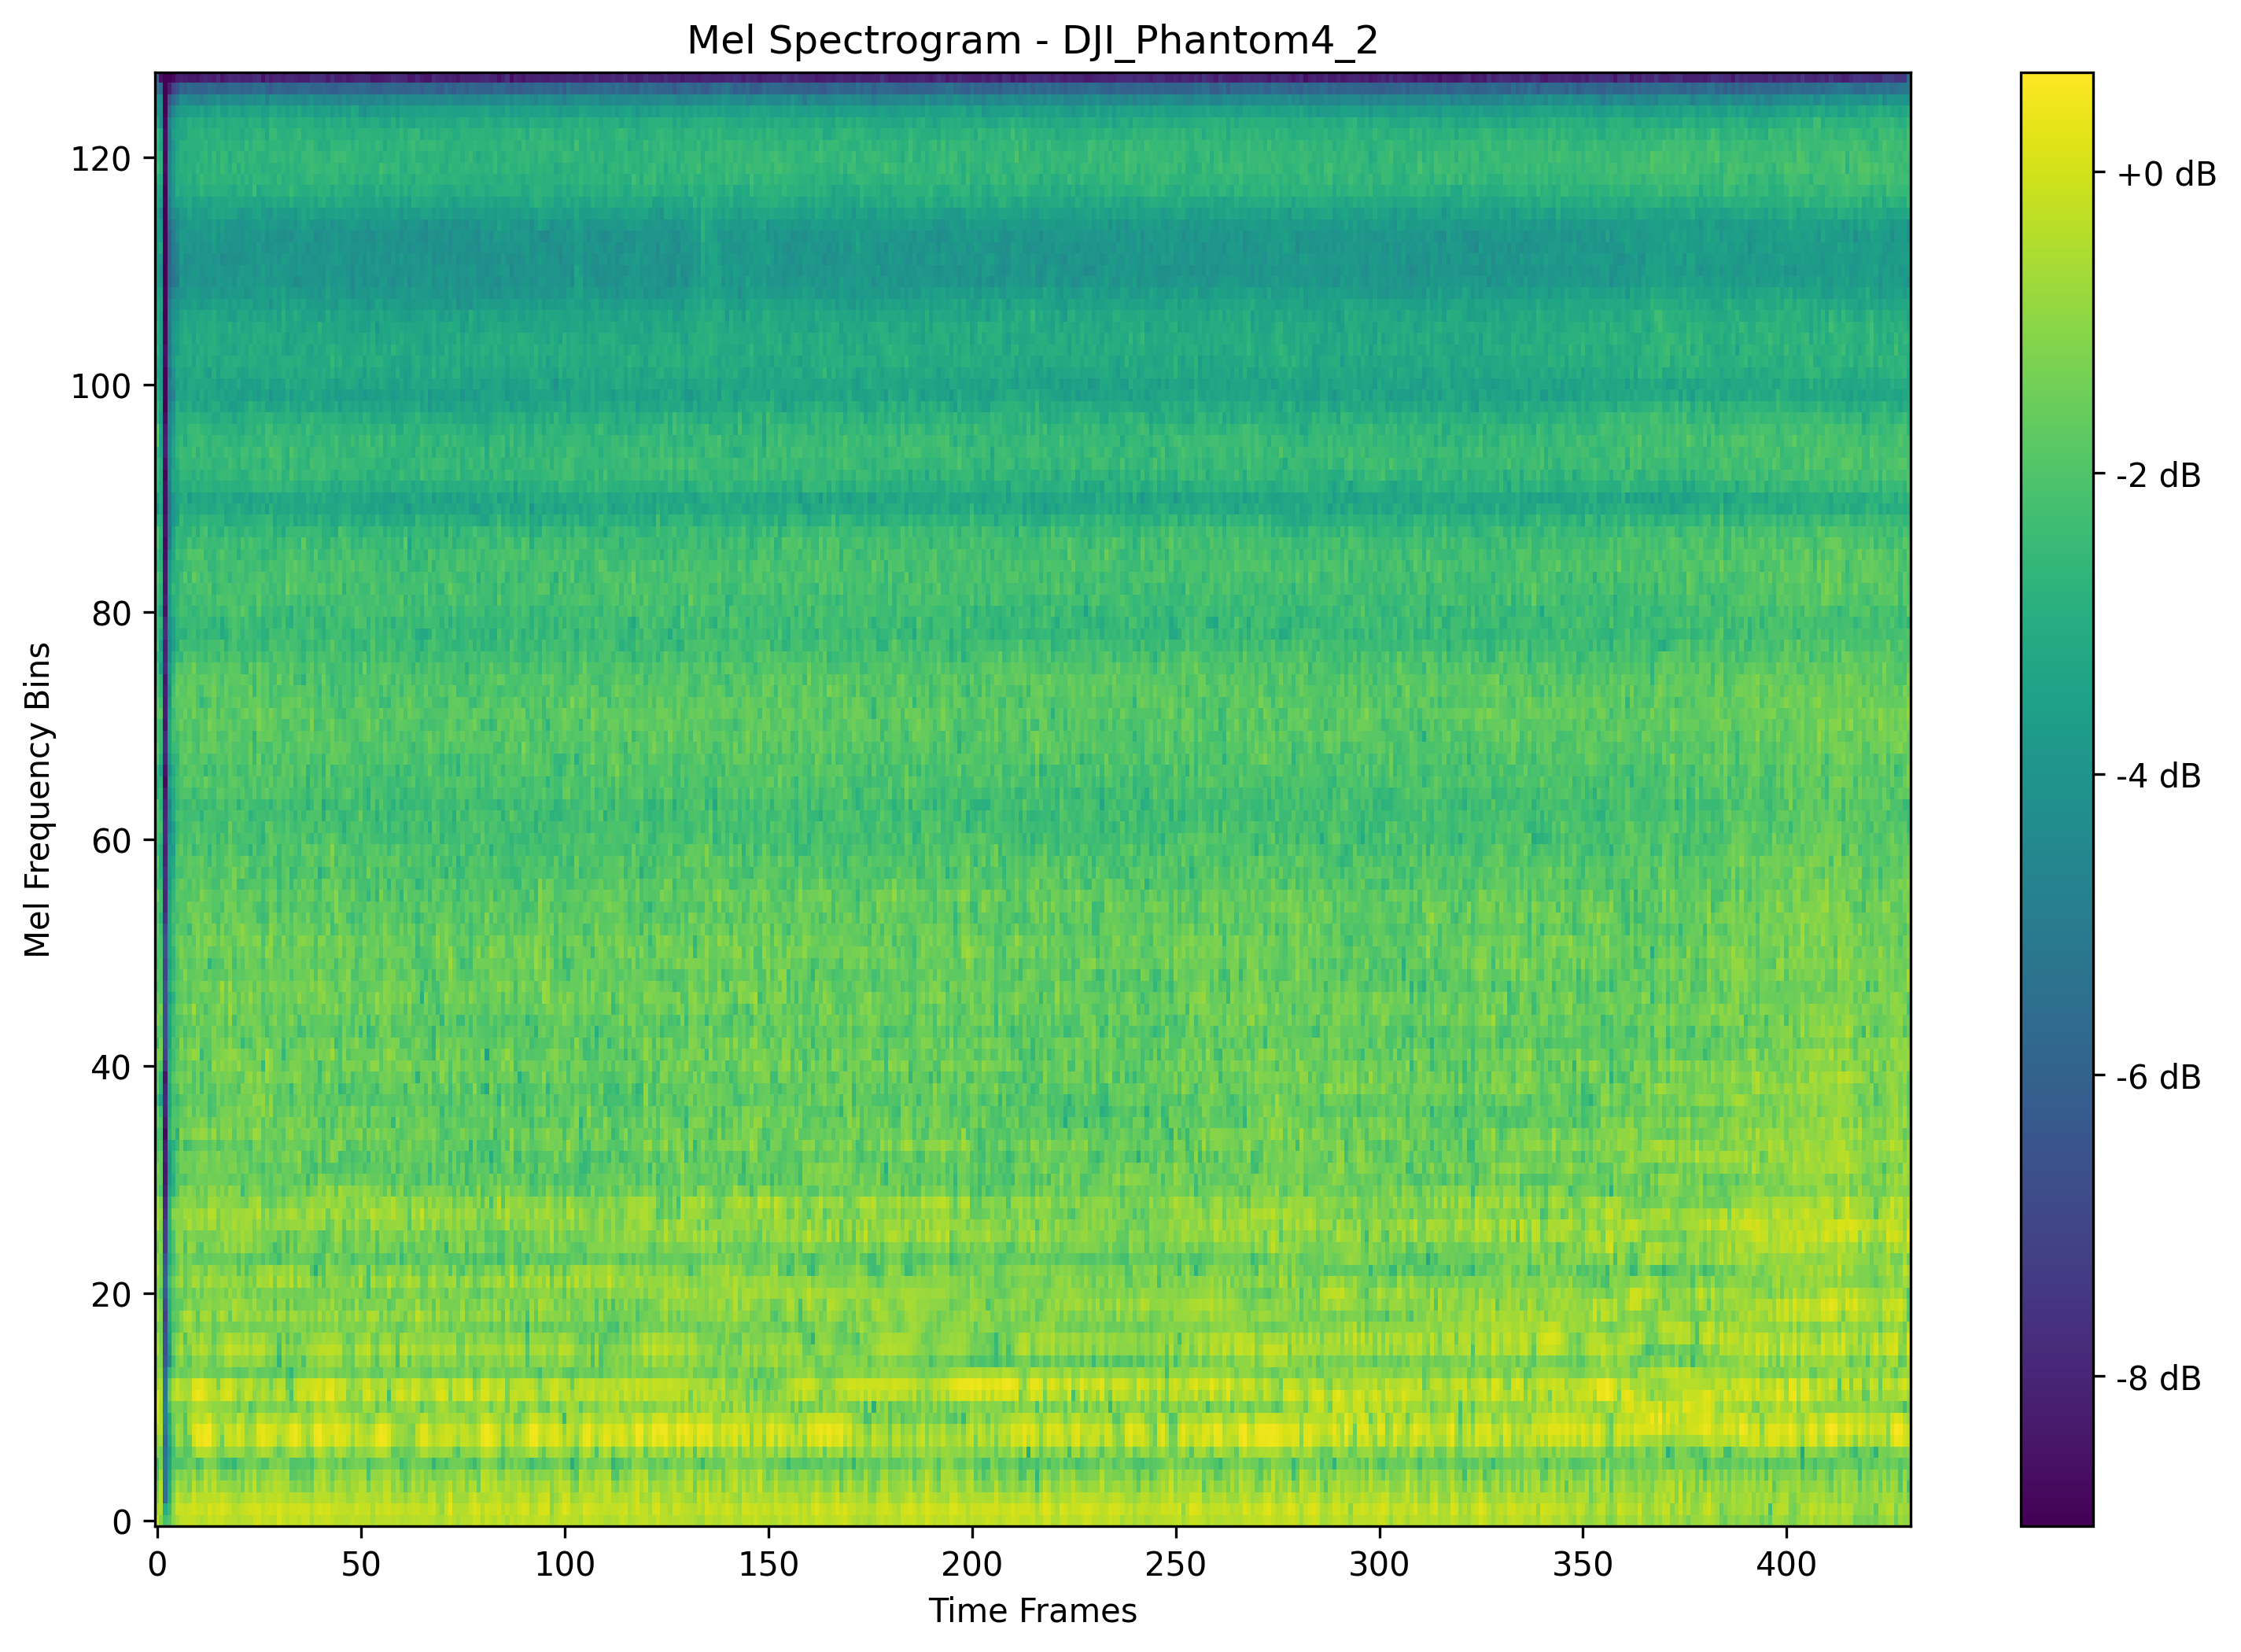 Mel Spectrogram - DJI_Phantom4_2
Mel Frequency Bins
120
100
80
60
40
20
0
0 50 100 150 200 250 300 350 400
Time Frames
+0 dB
-2 dB
-4 dB
-6 dB
-8 dB